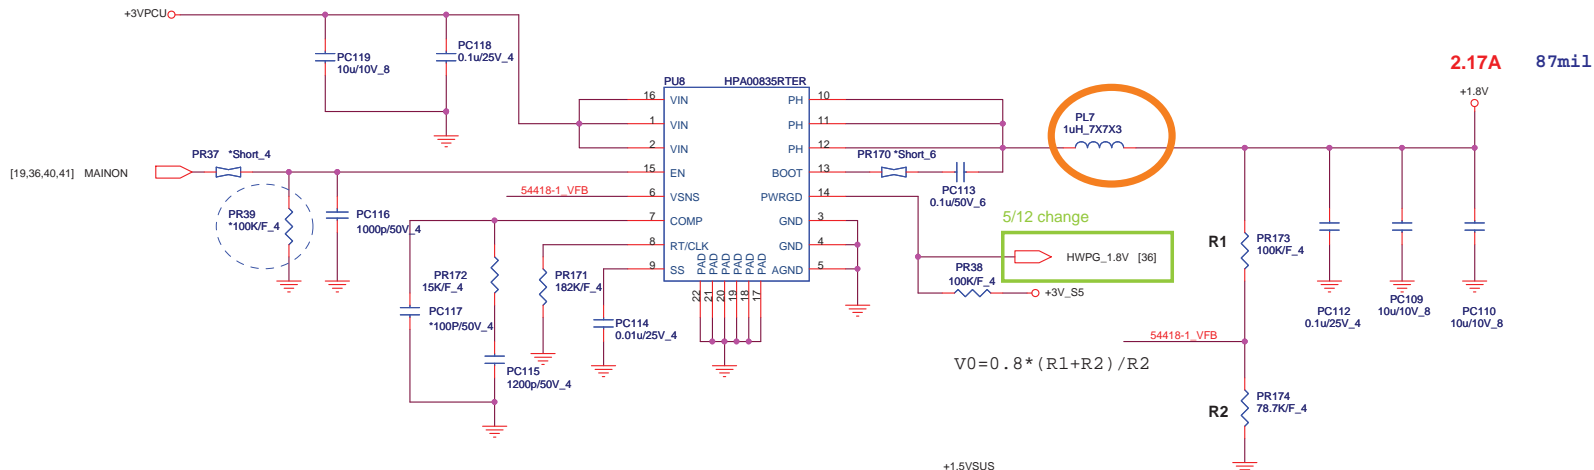 +3VPCU
PC119
10u/10V_8
PC118
0.1u/25V_4
2.17A 87mil
+1.8V
PU8 HPA00835RTER
16 VIN PH 10
1 VIN PH 11
2 VIN PH 12
15 EN BOOT 13
6 VSNS PWRGD 14
7 COMP GND 3
8 RT/CLK GND 4
9 SS AGND 5
PAD PAD PAD PAD PAD PAD
22 21 20 19 18 17
PL7
1uH_7X7X3
PR37 *Short_4
[19,36,40,41] MAINON
PR39
*100K/F_4
PC116
1000p/50V_4
54418-1_VFB
PR170 *Short_6
PC113
0.1u/50V_6
5/12 change
HWPG_1.8V [36]
PR38
100K/F_4
+3V_S5
PR172
15K/F_4
PR171
182K/F_4
PC117
*100P/50V_4
PC114
0.01u/25V_4
PC115
1200p/50V_4
R1
PR173
100K/F_4
PC112
0.1u/25V_4
PC109
10u/10V_8
PC110
10u/10V_8
54418-1_VFB
V0=0.8*(R1+R2)/R2
R2
PR174
78.7K/F_4
+1.5VSUS